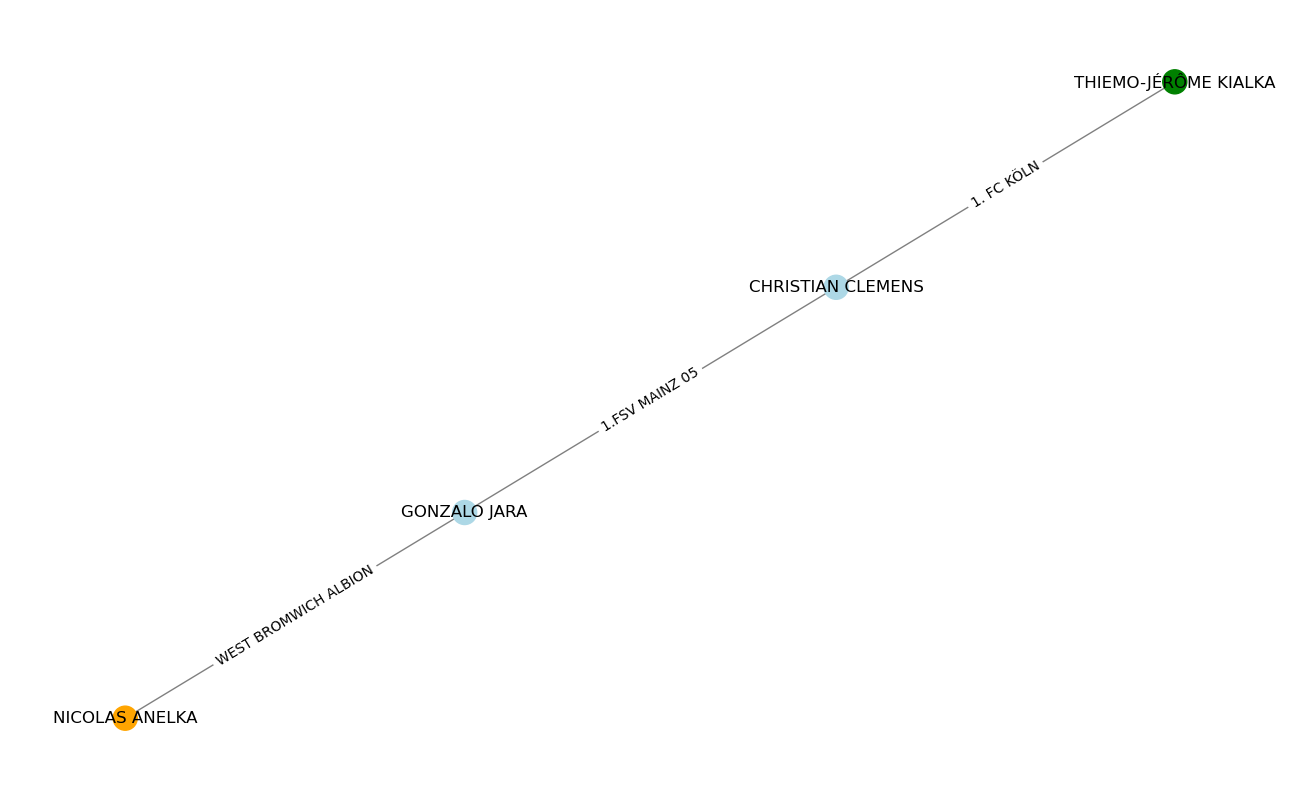 THIEMO-JÉRÔME KIALKA
1. FC KÖLN
CHRISTIAN CLEMENS
1.FSV MAINZ 05
GONZALO JARA
WEST BROMWICH ALBION
NICOLAS ANELKA